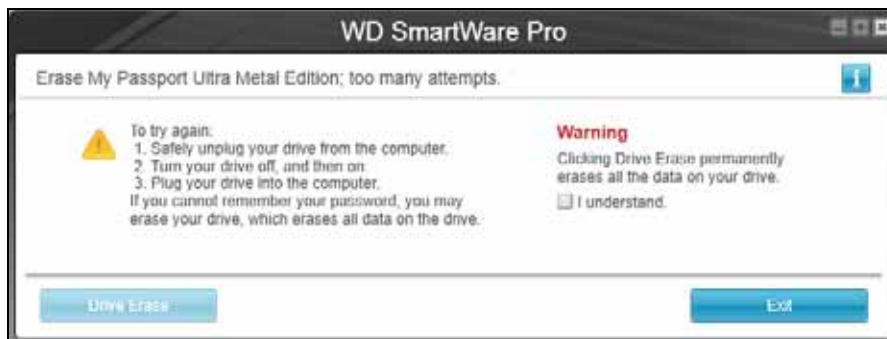 WD SmartWare Pro
Erase My Passport Ultra Metal Edition; too many attempts.
i
To try again:
1. Safely unplug your drive from the computer.
2. Turn your drive off, and then on
3. Plug your drive into the computer.
If you cannot remember your password, you may
erase your drive, which erases all data on the drive.
Warning
Clicking Drive Erase permanently
erases all the data on your drive.
I understand.
Drive Erase
Exit